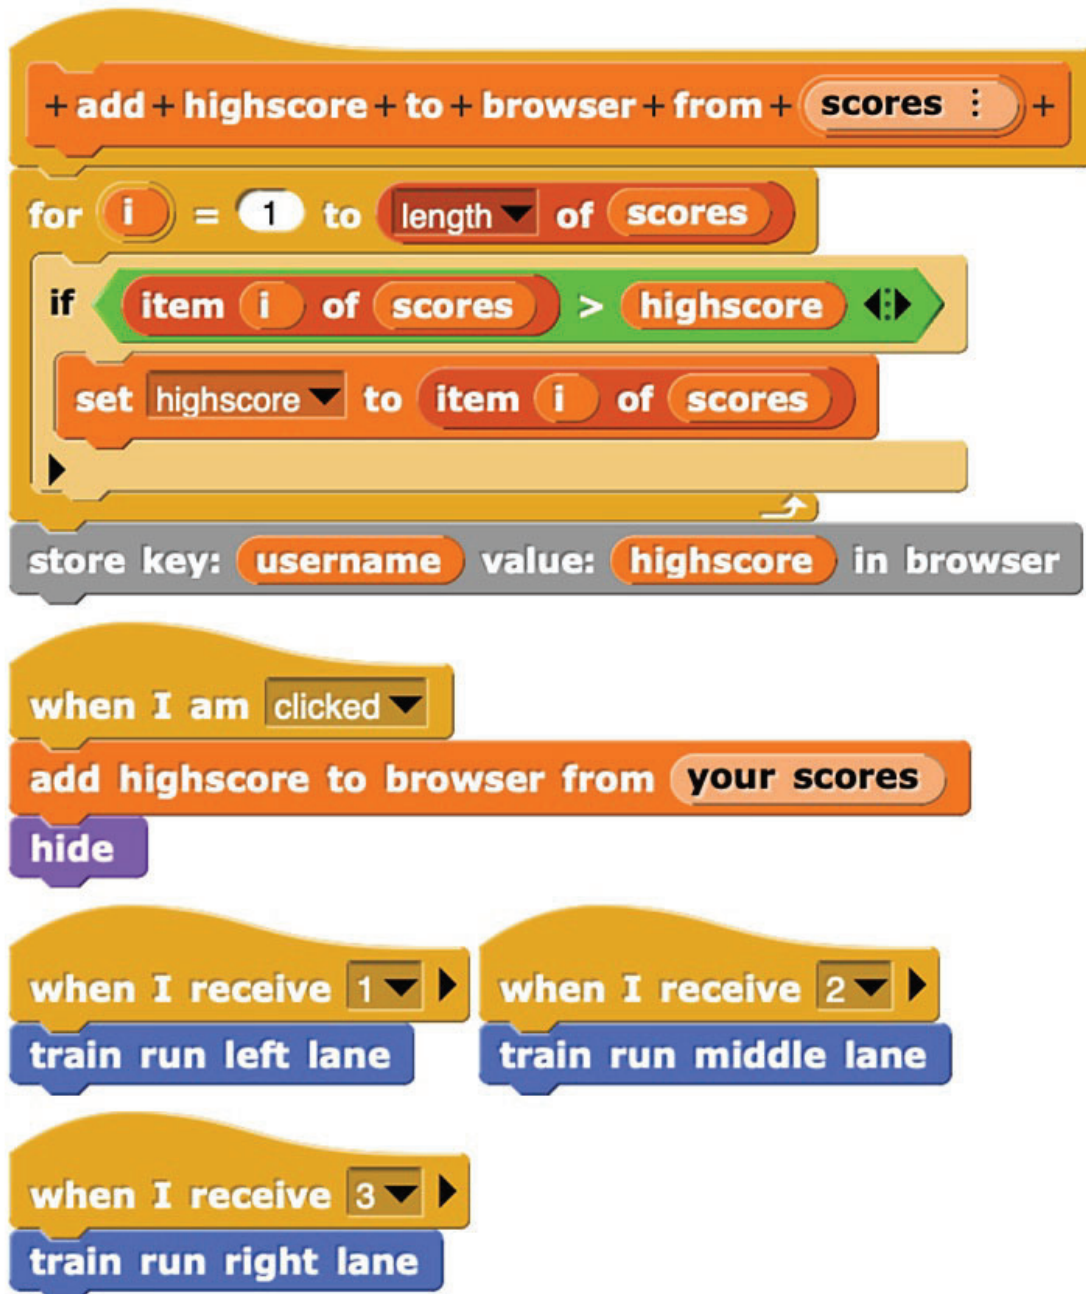 + add + highscore + to + browser + from + scores ⋮ +
for i = 1 to length of scores
if item i of scores > highscore
set highscore to item i of scores
store key: username value: highscore in browser
when I am clicked
add highscore to browser from your scores
hide
when I receive 1
train run left lane
when I receive 2
train run middle lane
when I receive 3
train run right lane